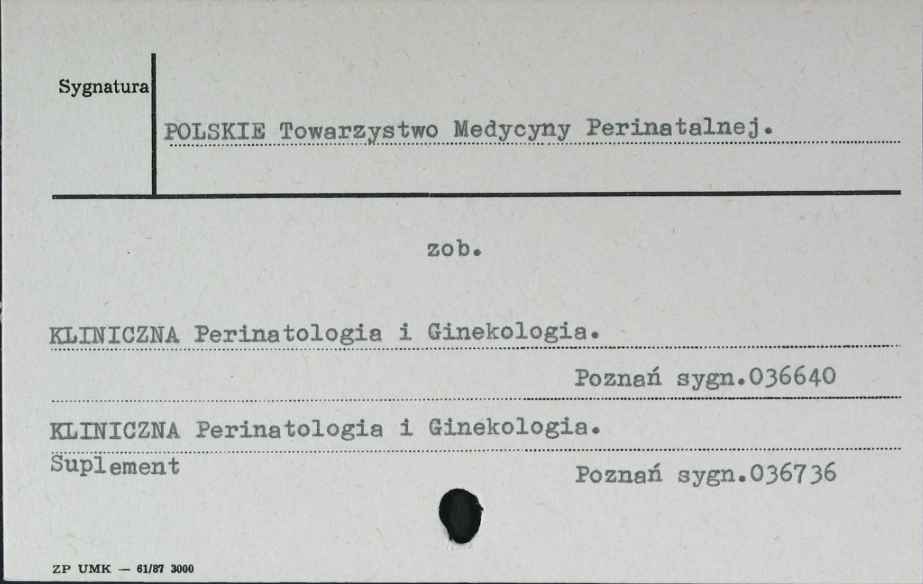 Sygnatura
POLSKIE Towarzystwo Medycyny Perinatalnej.
zob.
KLINICZNA Perinatologia i Ginekologia.
Poznań sygn.036640
KLINICZNA Perinatologia i Ginekologia.
Suplement
Poznań sygn.036736
ZP UMK — 61/87 3000